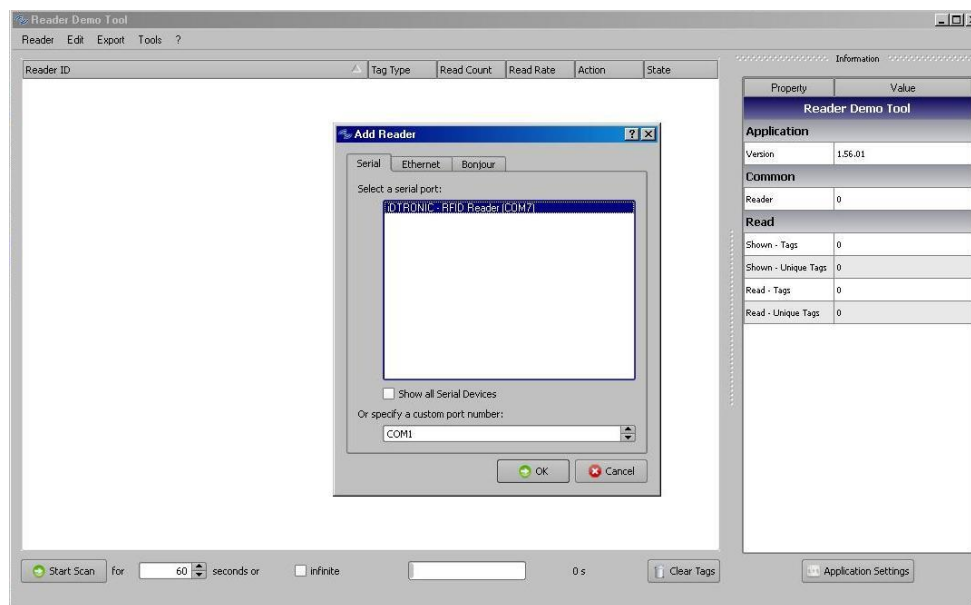 Reader Demo Tool
Reader Edit Export Tools ?
Reader ID Tag Type Read Count Read Rate Action State
Information
Property Value
Reader Demo Tool
Application
Version 1.56.01
Common
Reader 0
Read
Shown - Tags 0
Shown - Unique Tags 0
Read - Tags 0
Read - Unique Tags 0
Add Reader
Serial Ethernet Bonjour
Select a serial port:
iDTRONIC - RFID Reader (COM7)
Show all Serial Devices
Or specify a custom port number:
COM1
OK Cancel
Start Scan for 60 seconds or infinite 0 s Clear Tags Application Settings